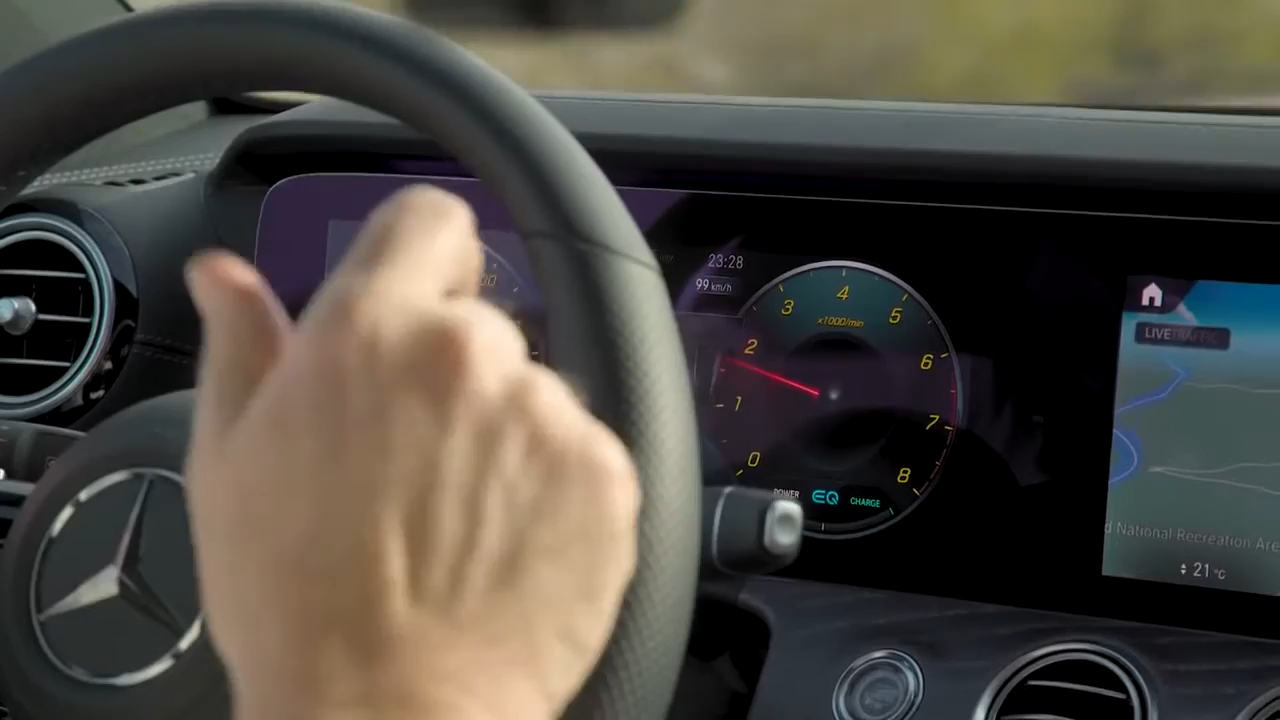 23:28
99 km/h
4
3
5
x1000/min
2
6
1
7
0
8
POWER
EQ
CHARGE
LIVE TRAFFIC
d National Recreation Are
21 °C